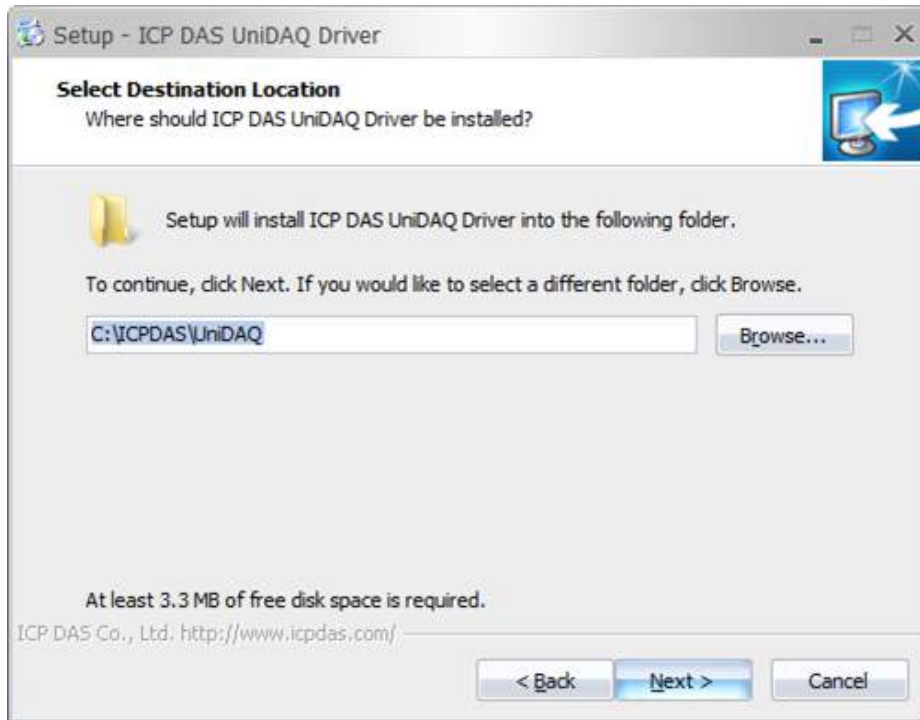 Setup - ICP DAS UniDAQ Driver
Select Destination Location
Where should ICP DAS UniDAQ Driver be installed?
Setup will install ICP DAS UniDAQ Driver into the following folder.
To continue, click Next. If you would like to select a different folder, click Browse.
C:\ICPDAS\UniDAQ
Browse...
At least 3.3 MB of free disk space is required.
ICP DAS Co., Ltd. http://www.icpdas.com/
< Back
Next >
Cancel